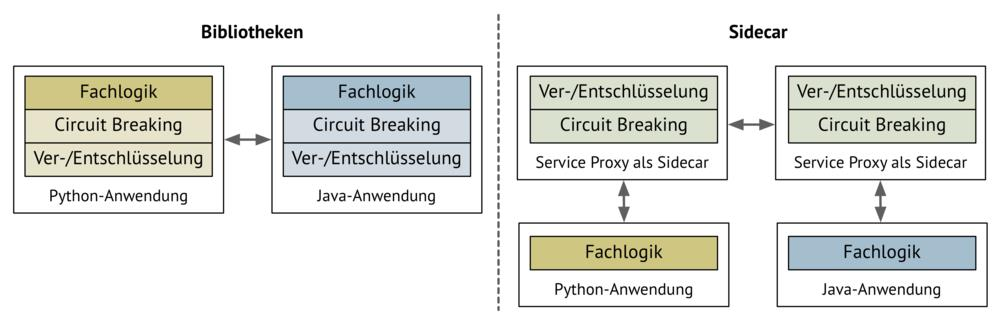 Bibliotheken
Fachlogik
Circuit Breaking
Ver-/Entschlüsselung
Python-Anwendung
Fachlogik
Circuit Breaking
Ver-/Entschlüsselung
Java-Anwendung
Sidecar
Ver-/Entschlüsselung
Circuit Breaking
Service Proxy als Sidecar
Ver-/Entschlüsselung
Circuit Breaking
Service Proxy als Sidecar
Fachlogik
Python-Anwendung
Fachlogik
Java-Anwendung